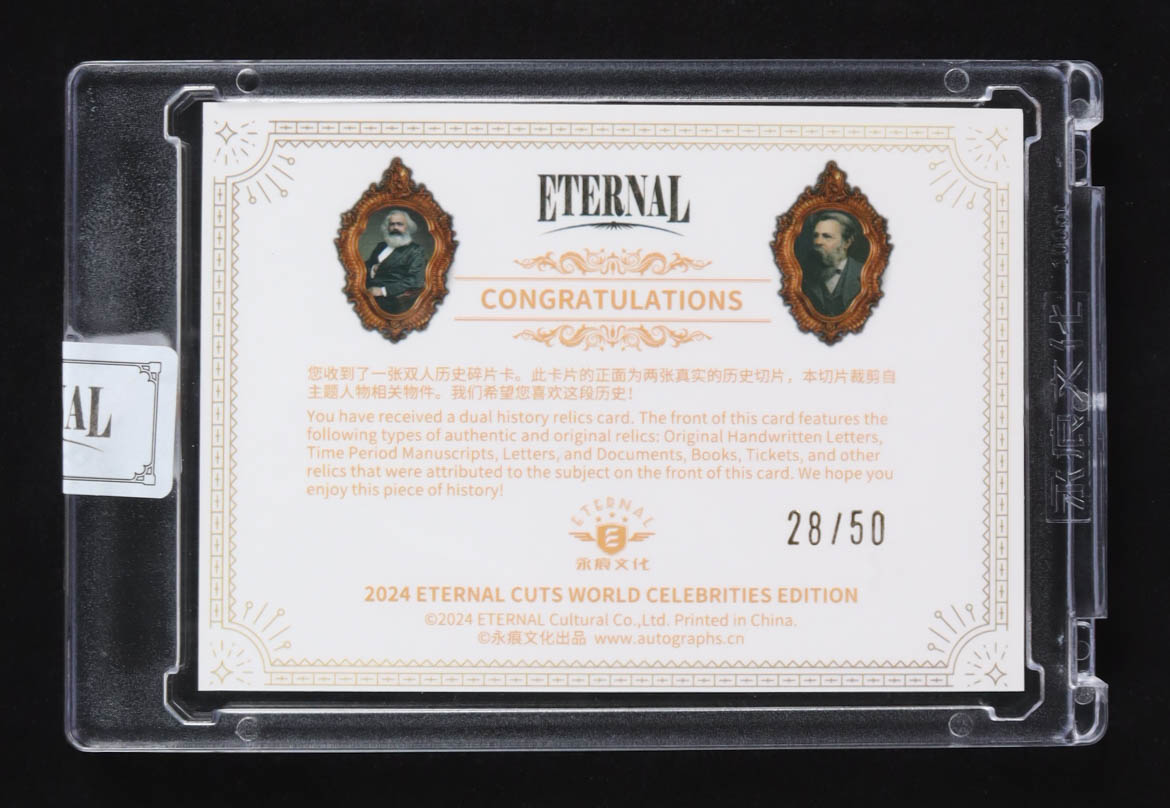 ETERNAL
CONGRATULATIONS
您收到了一张双人历史碎片卡。此卡片的正面为两张真实的历史切片，本切片裁剪自
主题人物相关物件。我们希望您喜欢这段历史！
You have received a dual history relics card. The front of this card features the
following types of authentic and original relics: Original Handwritten Letters,
Time Period Manuscripts, Letters, and Documents, Books, Tickets, and other
relics that were attributed to the subject on the front of this card. We hope you
enjoy this piece of history!
ETERNAL
永痕文化
28/50
2024 ETERNAL CUTS WORLD CELEBRITIES EDITION
©2024 ETERNAL Cultural Co.,Ltd. Printed in China.
©永痕文化出品 www.autographs.cn
AL
永痕文化